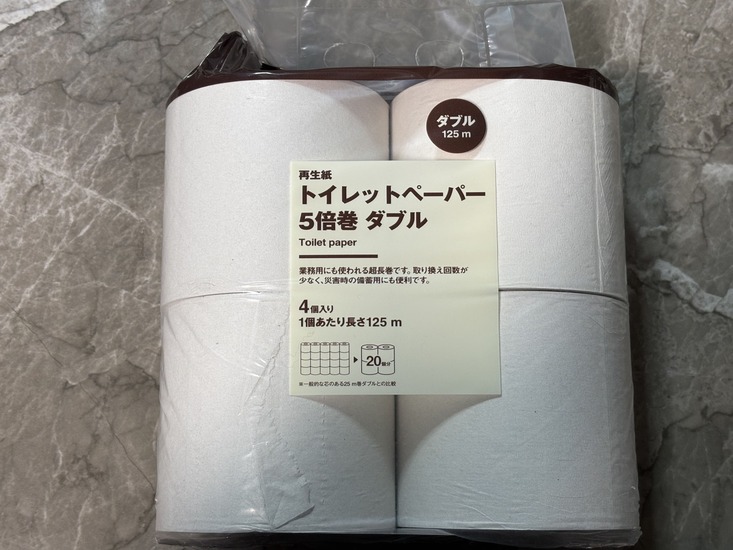 ダブル
125 m
再生紙
トイレットペーパー
5倍巻 ダブル
Toilet paper
業務用にも使われる超長巻です。取り換え回数が
少なく、災害時の備蓄用にも便利です。
4個入り
1個あたり長さ125 m
20個分
※一般的な芯のある25 m巻ダブルとの比較